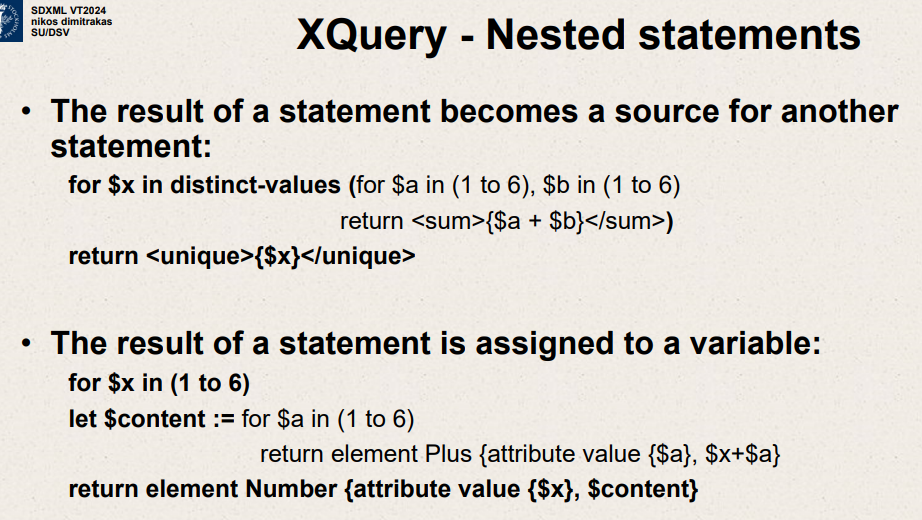 SDXML VT2024
nikos dimitrakas
SU/DSV
XQuery - Nested statements
• The result of a statement becomes a source for another
statement:
for $x in distinct-values (for $a in (1 to 6), $b in (1 to 6)
return <sum>{$a + $b}</sum>)
return <unique>{$x}</unique>
• The result of a statement is assigned to a variable:
for $x in (1 to 6)
let $content := for $a in (1 to 6)
return element Plus {attribute value {$a}, $x+$a}
return element Number {attribute value {$x}, $content}